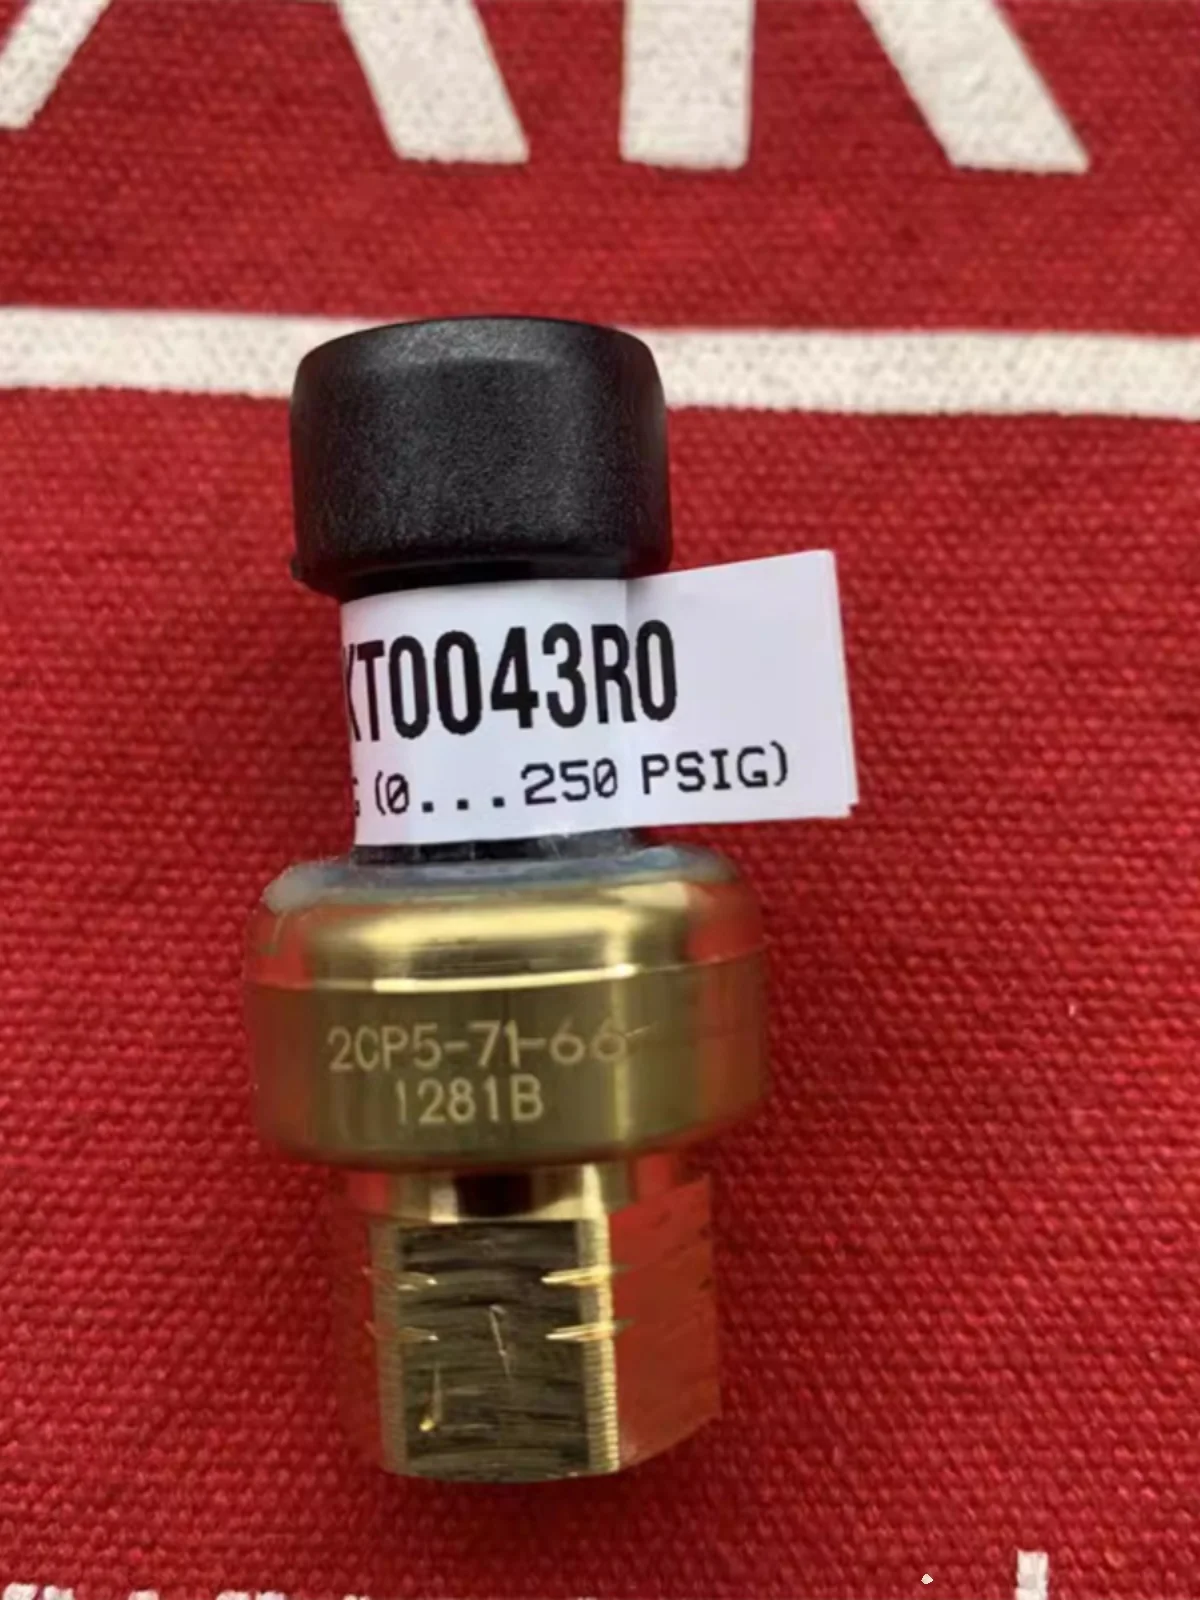 KT0043R0
G (0...250 PSIG)
2CP5-71-66
1281B